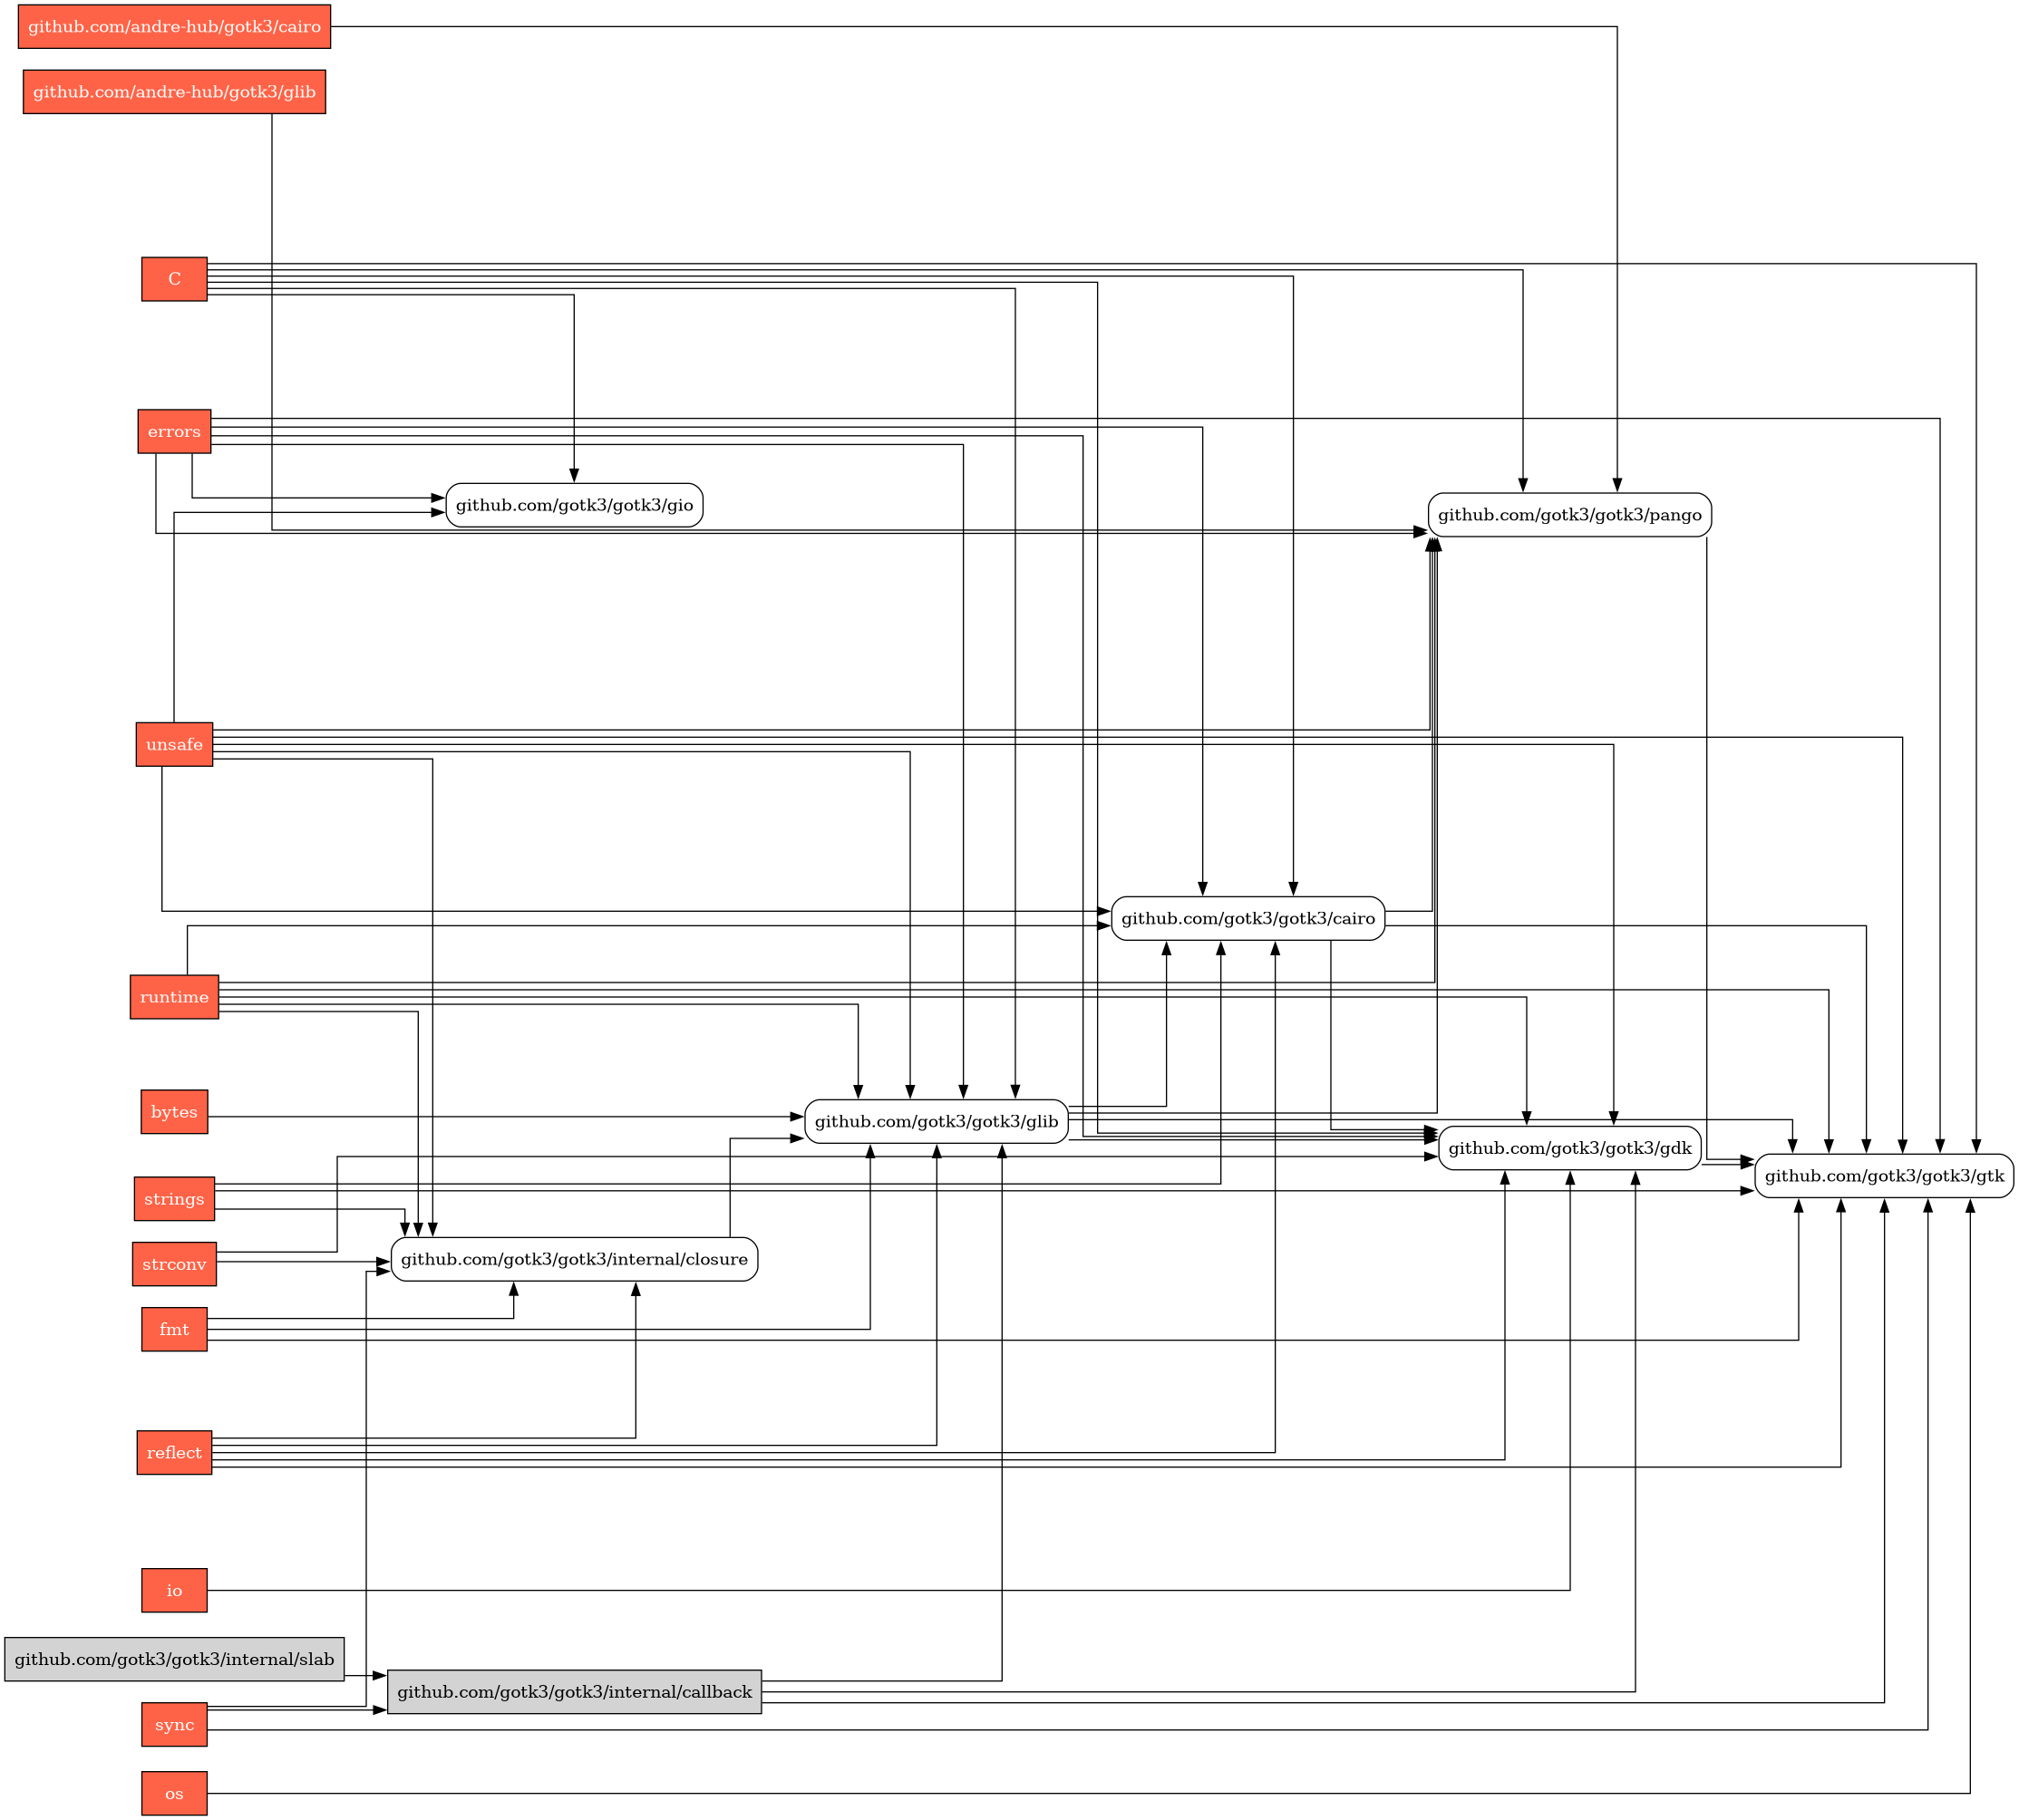 github.com/andre-hub/gotk3/cairo
github.com/andre-hub/gotk3/glib
C
errors
github.com/gotk3/gotk3/gio
github.com/gotk3/gotk3/pango
unsafe
github.com/gotk3/gotk3/cairo
runtime
bytes
github.com/gotk3/gotk3/glib
github.com/gotk3/gotk3/gdk
github.com/gotk3/gotk3/gtk
strings
strconv
github.com/gotk3/gotk3/internal/closure
fmt
reflect
io
github.com/gotk3/gotk3/internal/slab
github.com/gotk3/gotk3/internal/callback
sync
os